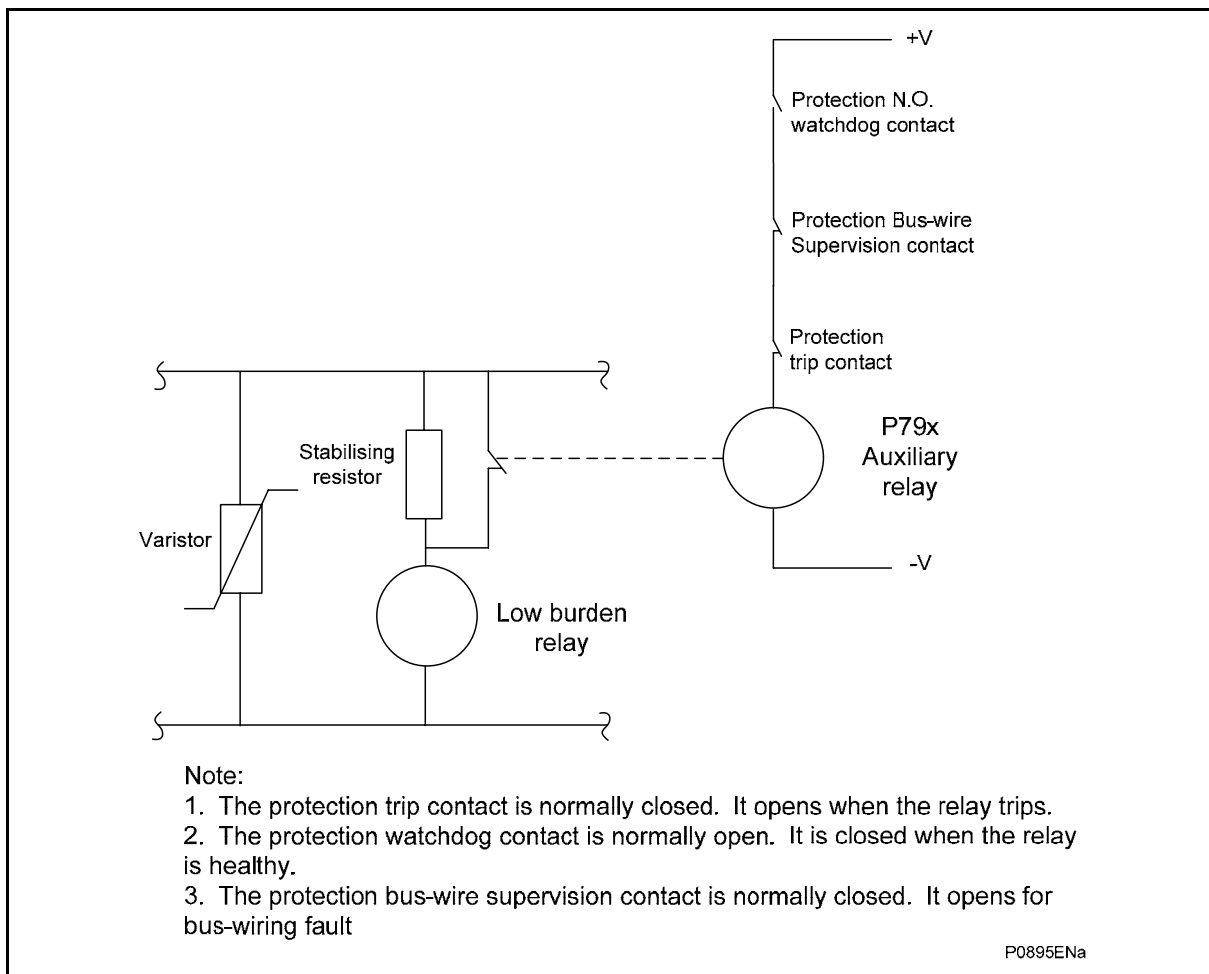 +V
Protection N.O.
watchdog contact
Protection Bus-wire
Supervision contact
Protection
trip contact
P79x
Auxiliary
relay
-V
Stabilising
resistor
Varistor
Low burden
relay
Note:
1. The protection trip contact is normally closed. It opens when the relay trips.
2. The protection watchdog contact is normally open. It is closed when the relay
is healthy.
3. The protection bus-wire supervision contact is normally closed. It opens for
bus-wiring fault
P0895ENa